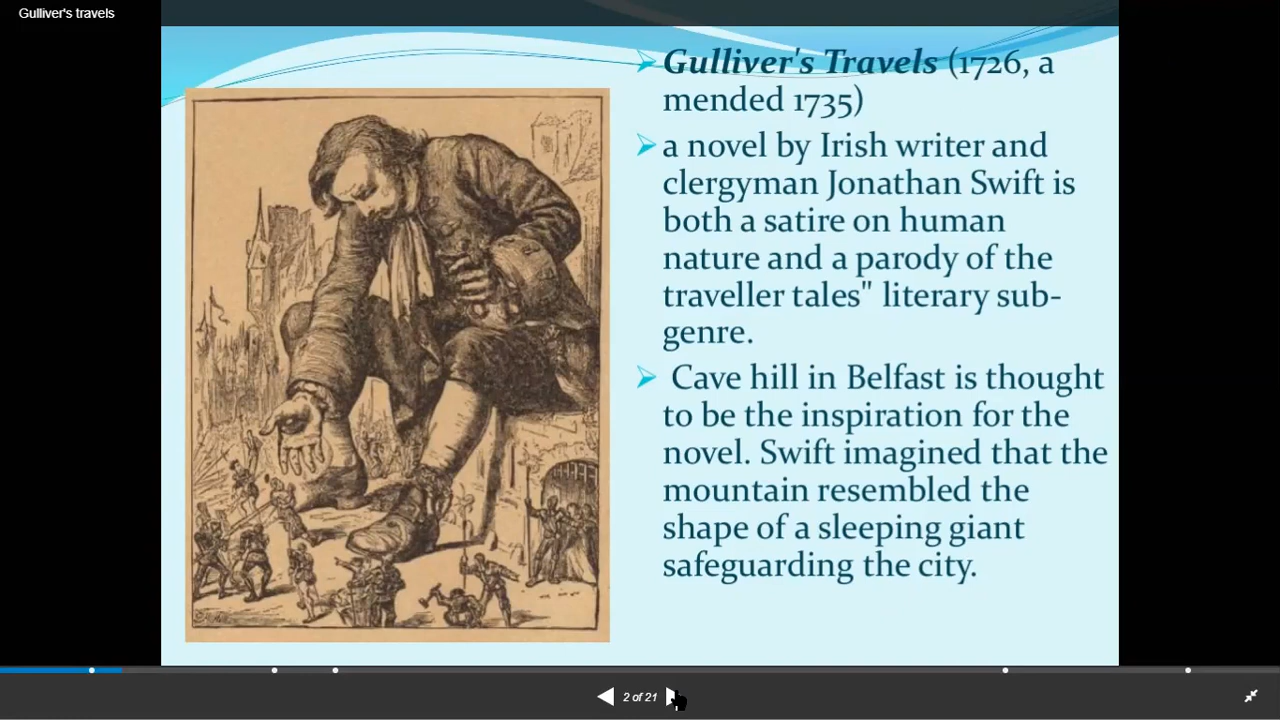 Gulliver's travels
Gulliver's Travels (1726, a
mended 1735)
a novel by Irish writer and
clergyman Jonathan Swift is
both a satire on human
nature and a parody of the
traveller tales" literary sub-
genre.
Cave hill in Belfast is thought
to be the inspiration for the
novel. Swift imagined that the
mountain resembled the
shape of a sleeping giant
safeguarding the city.
2 of 21